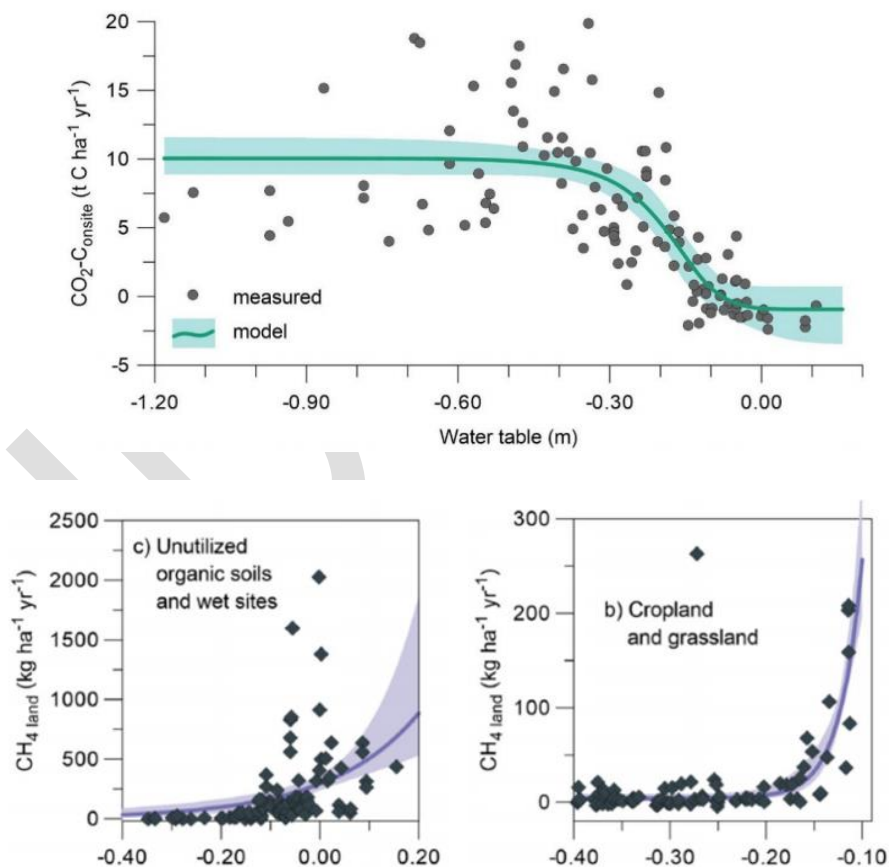 20
15
10
5
0
-5
CO2-Consite (t C ha-1 yr-1)
measured
model
-1.20 -0.90 -0.60 -0.30 0.00
Water table (m)
2500
2000
1500
1000
500
0
CH4 land (kg ha-1 yr-1)
c) Unutilized
organic soils
and wet sites
-0.40 -0.20 0.00 0.20
300
200
100
0
CH4 land (kg ha-1 yr-1)
b) Cropland
and grassland
-0.40 -0.30 -0.20 -0.10